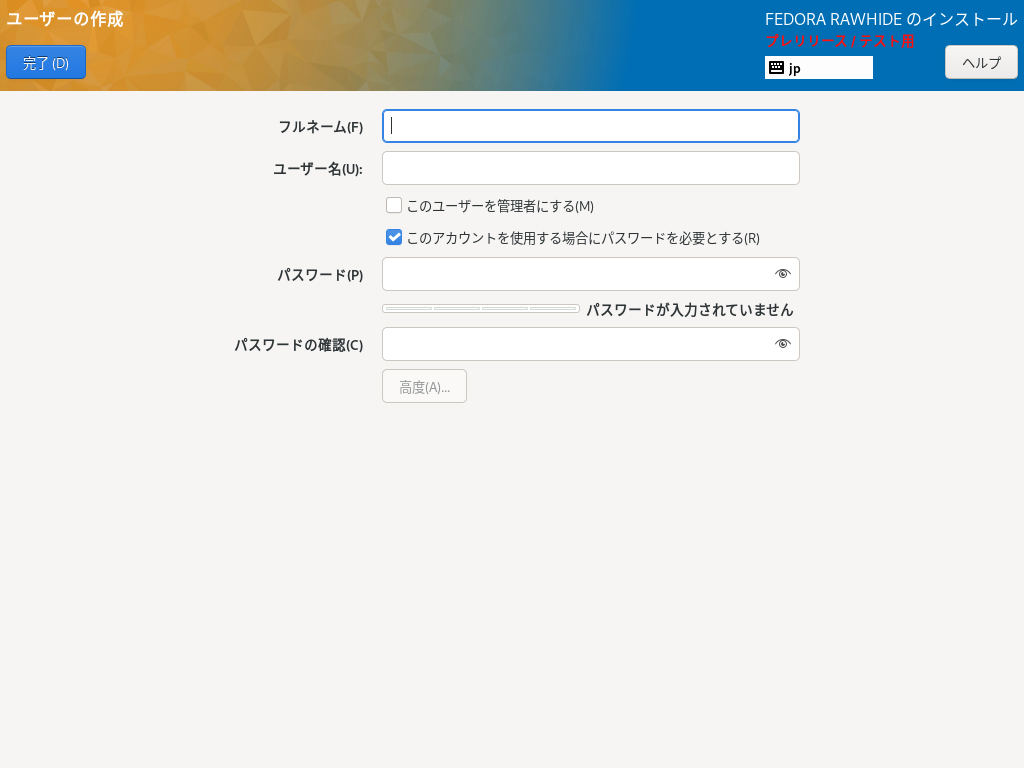 ユーザーの作成
FEDORA RAWHIDE のインストール
プレリリース / テスト用
完了 (D)
jp
ヘルプ
フルネーム(F)
ユーザー名(U):
このユーザーを管理者にする(M)
このアカウントを使用する場合にパスワードを必要とする(R)
パスワード(P)
パスワードが入力されていません
パスワードの確認(C)
高度(A)...